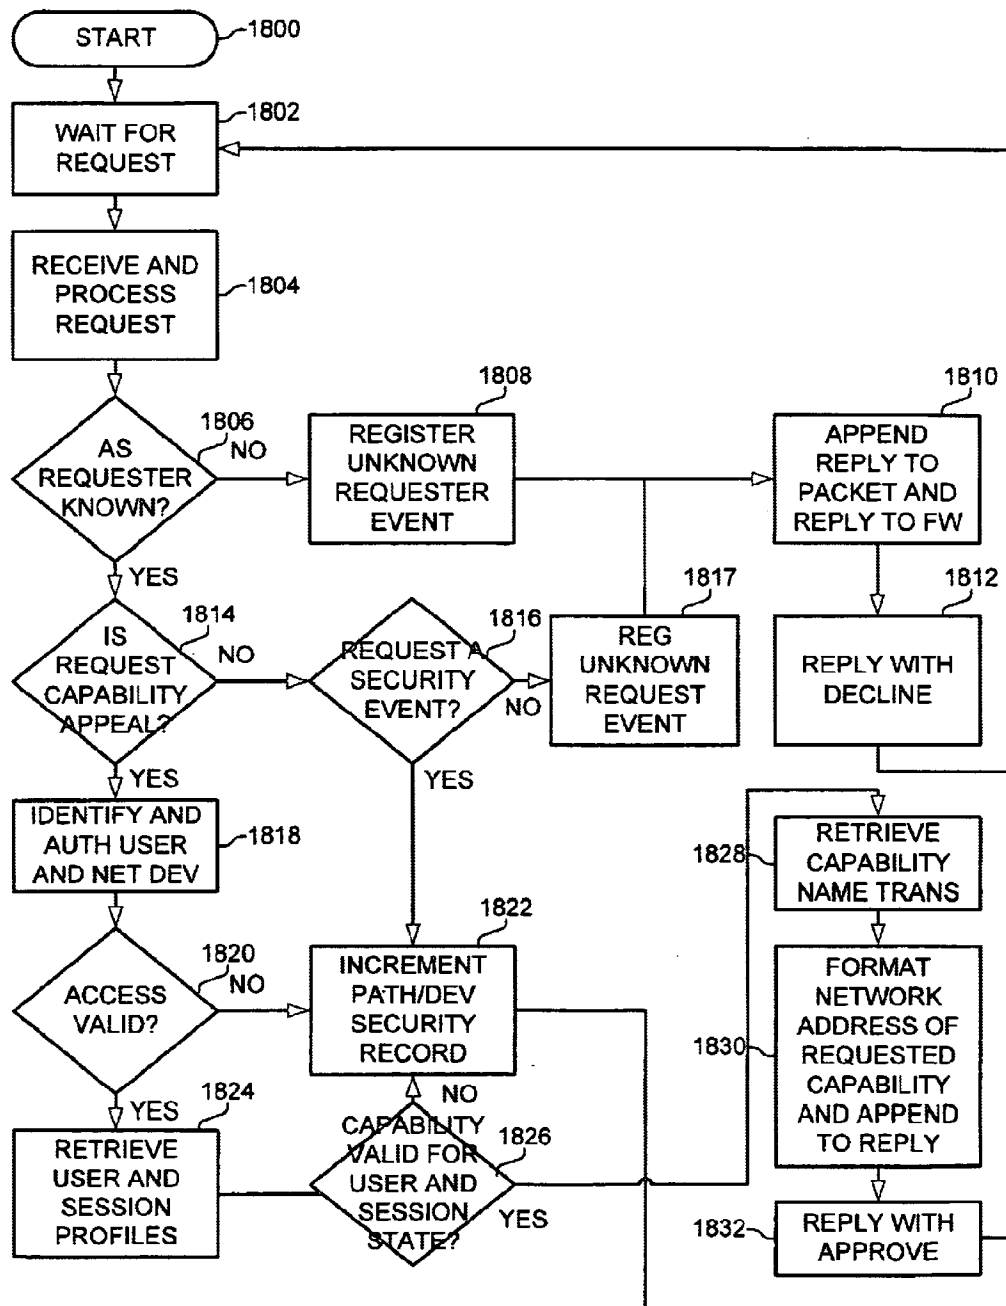 START
1800
WAIT FOR
REQUEST
1802
RECEIVE AND
PROCESS
REQUEST
1804
AS
REQUESTER
KNOWN?
1806
NO
YES
REGISTER
UNKNOWN
REQUESTER
EVENT
1808
APPEND
REPLY TO
PACKET AND
REPLY TO FW
1810
REPLY WITH
DECLINE
1812
IS
REQUEST
CAPABILITY
APPEAL?
1814
NO
YES
REQUEST A
SECURITY
EVENT?
1816
NO
YES
REG
UNKNOWN
REQUEST
EVENT
1817
IDENTIFY AND
AUTH USER
AND NET DEV
1818
ACCESS
VALID?
1820
NO
YES
INCREMENT
PATH/DEV
SECURITY
RECORD
1822
RETRIEVE
USER AND
SESSION
PROFILES
1824
CAPABILITY
VALID FOR
USER AND
SESSION
STATE?
1826
NO
YES
RETRIEVE
CAPABILITY
NAME TRANS
1828
FORMAT
NETWORK
ADDRESS OF
REQUESTED
CAPABILITY
AND APPEND
TO REPLY
1830
REPLY WITH
APPROVE
1832